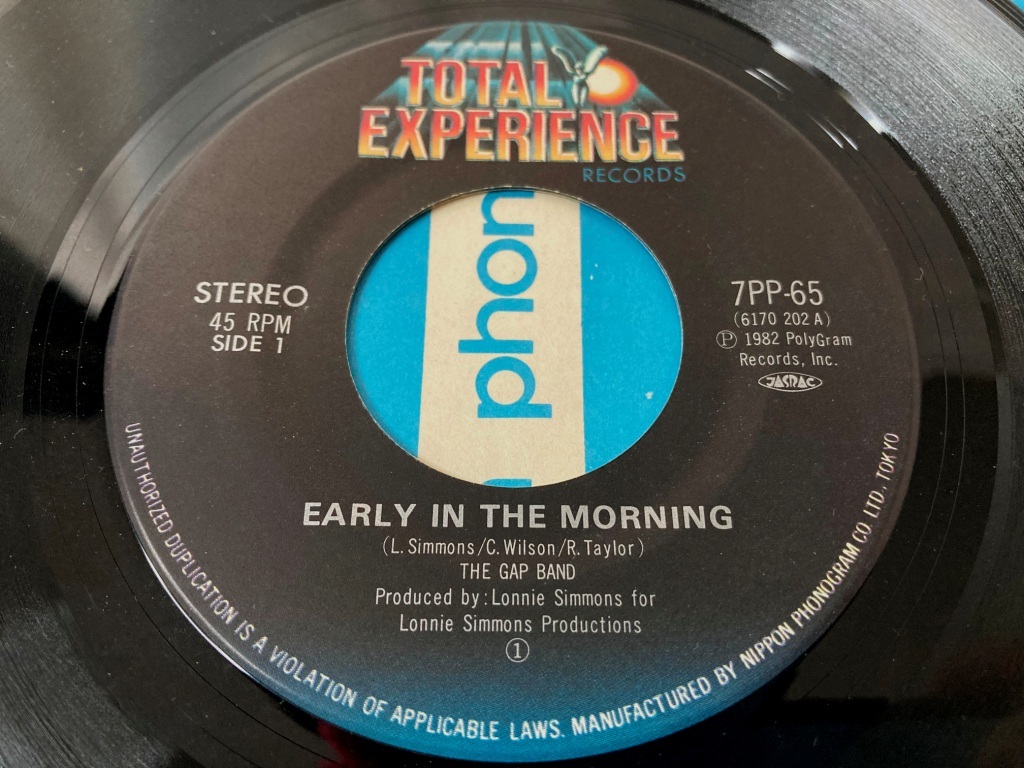 TOTAL
EXPERIENCE
RECORDS
phon
STEREO
45 RPM
SIDE 1
7PP-65
(6170 202 A)
Ⓟ 1982 PolyGram
Records, Inc.
JASRAC
EARLY IN THE MORNING
(L. Simmons/C. Wilson/R. Taylor)
THE GAP BAND
Produced by: Lonnie Simmons for
Lonnie Simmons Productions
①
UNAUTHORIZED DUPLICATION IS A VIOLATION OF APPLICABLE LAWS. MANUFACTURED BY NIPPON PHONOGRAM CO. LTD., TOKYO